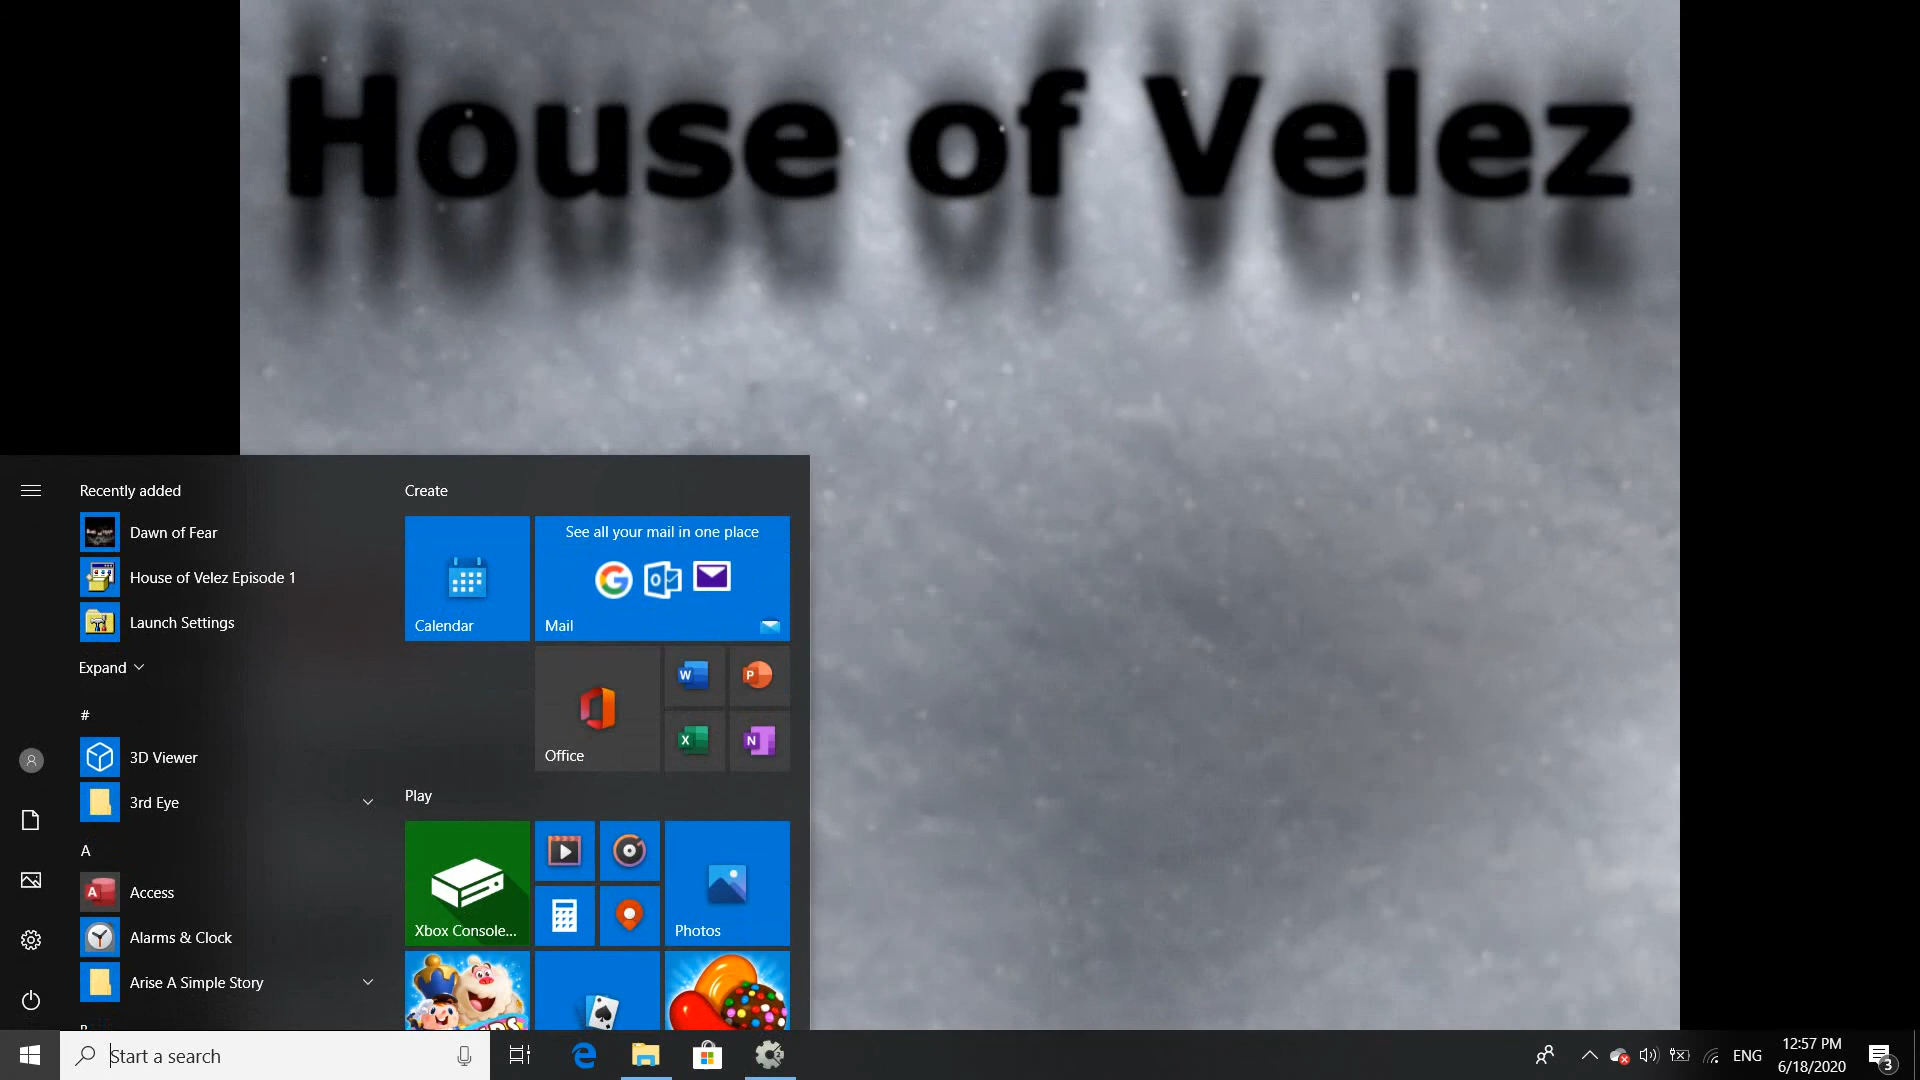 House of Velez
Recently added
Dawn of Fear
House of Velez Episode 1
Launch Settings
Expand
#
3D Viewer
3rd Eye
A
Access
Alarms & Clock
Arise A Simple Story
Create
Calendar
See all your mail in one place
Mail
Office
Play
Xbox Console...
Photos
Start a search
ENG
12:57 PM
6/18/2020
3